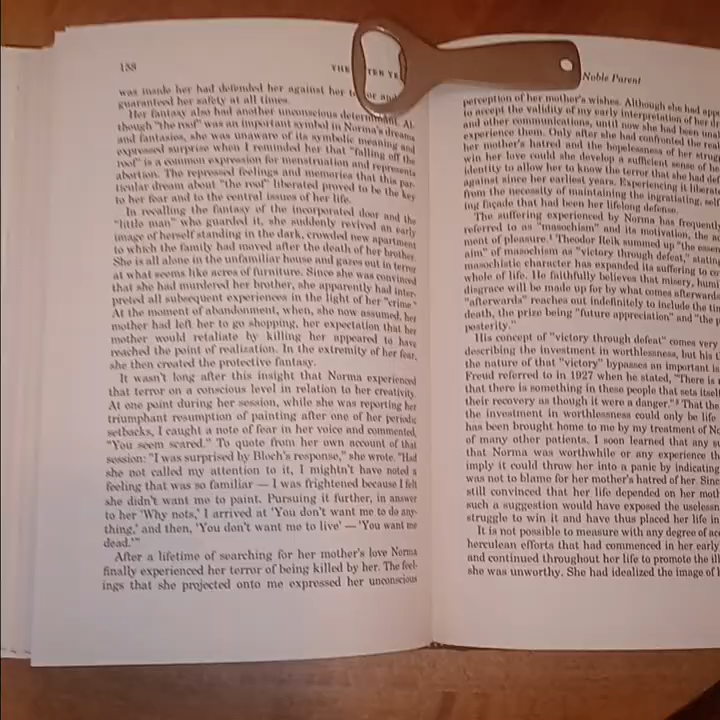 158
THE TER YE
was made her had defended her against her to or and
guaranteed her safety at all times.
Her fantasy also had another unconscious determinant. Al-
though "the roof" was an important symbol in Norma's dreams
and fantasies, she was unaware of its symbolic meaning and
expressed surprise when I reminded her that "falling off the
roof" is a common expression for menstruation and represents
abortion. The repressed feelings and memories that this par-
ticular dream about "the roof" liberated proved to be the key
to her fear and to the central issues of her life.
In recalling the fantasy of the incorporated door and the
"little man" who guarded it, she suddenly revived an early
image of herself standing in the dark, crowded new apartment
to which the family had moved after the death of her brother.
She is all alone in the unfamiliar house and gazes out in terror
at what seems like acres of furniture. Since she was convinced
that she had murdered her brother, she apparently had inter-
preted all subsequent experiences in the light of her "crime."
At the moment of abandonment, when, she now assumed, her
mother had left her to go shopping, her expectation that her
mother would retaliate by killing her appeared to have
reached the point of realization. In the extremity of her fear,
she then created the protective fantasy.
It wasn't long after this insight that Norma experienced
that terror on a conscious level in relation to her creativity.
At one point during her session, while she was reporting her
triumphant resumption of painting after one of her periodic
setbacks, I caught a note of fear in her voice and commented,
"You seem scared." To quote from her own account of that
session: "I was surprised by Bloch's response," she wrote. "Had
she not called my attention to it, I mightn't have noted a
feeling that was so familiar — I was frightened because I felt
she didn't want me to paint. Pursuing it further, in answer
to her 'Why nots,' I arrived at 'You don't want me to do any-
thing,' and then, 'You don't want me to live' — 'You want me
dead.'"
After a lifetime of searching for her mother's love Norma
finally experienced her terror of being killed by her. The feel-
ings that she projected onto me expressed her unconscious
Noble Parent
perception of her mother's wishes. Although she had app
to accept the validity of my early interpretation of her dr
and other communications, until now she had been una
experience them. Only after she had confronted the real
her mother's hatred and the hopelessness of her strug
win her love could she develop a sufficient sense of he
identity to allow her to know the terror that she had def
against since her earliest years. Experiencing it liberate
from the necessity of maintaining the ingratiating, self
ing façade that had been her lifelong defense.
The suffering experienced by Norma has frequently
referred to as "masochism" and its motivation, the ac
ment of pleasure.¹ Theodor Reik summed up "the essen
aim" of masochism as "victory through defeat," stating
masochistic character has expanded its suffering to co
whole of life. He faithfully believes that misery, humi
disgrace will be made up for by what comes afterwards
"afterwards" reaches out indefinitely to include the tim
death, the prize being "future appreciation" and "the p
posterity."
His concept of "victory through defeat" comes very
describing the investment in worthlessness, but his t
the nature of that "victory" bypasses an important is
Freud referred to in 1927 when he stated, "There is n
that there is something in these people that sets itself
their recovery as though it were a danger."² That the
the investment in worthlessness could only be life
has been brought home to me by my treatment of No
of many other patients. I soon learned that any su
that Norma was worthwhile or any experience th
imply it could throw her into a panic by indicating
was not to blame for her mother's hatred of her. Sinc
still convinced that her life depended on her moth
such a suggestion would have exposed the uselessn
struggle to win it and have thus placed her life in
It is not possible to measure with any degree of acc
herculean efforts that had commenced in her early
and continued throughout her life to promote the ill
she was unworthy. She had idealized the image of h